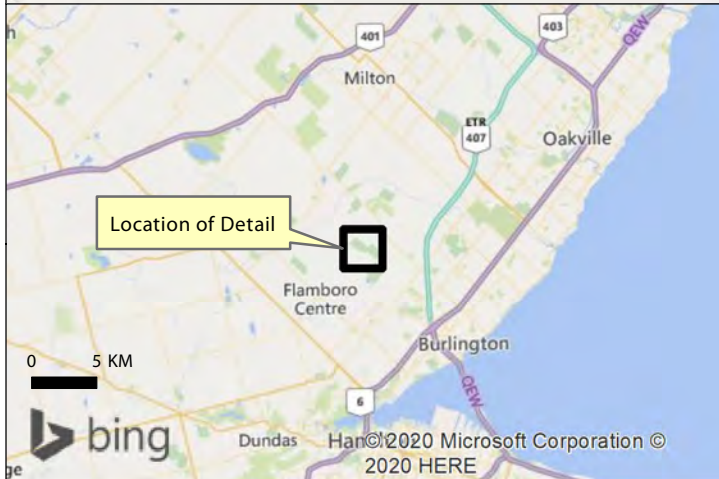 h
401
403
QEW
Milton
ETR
407
Oakville
Location of Detail
Flamboro
Centre
Burlington
0 5 KM
6
QEW
bing
Dundas
©2020 Microsoft Corporation ©
2020 HERE
ge